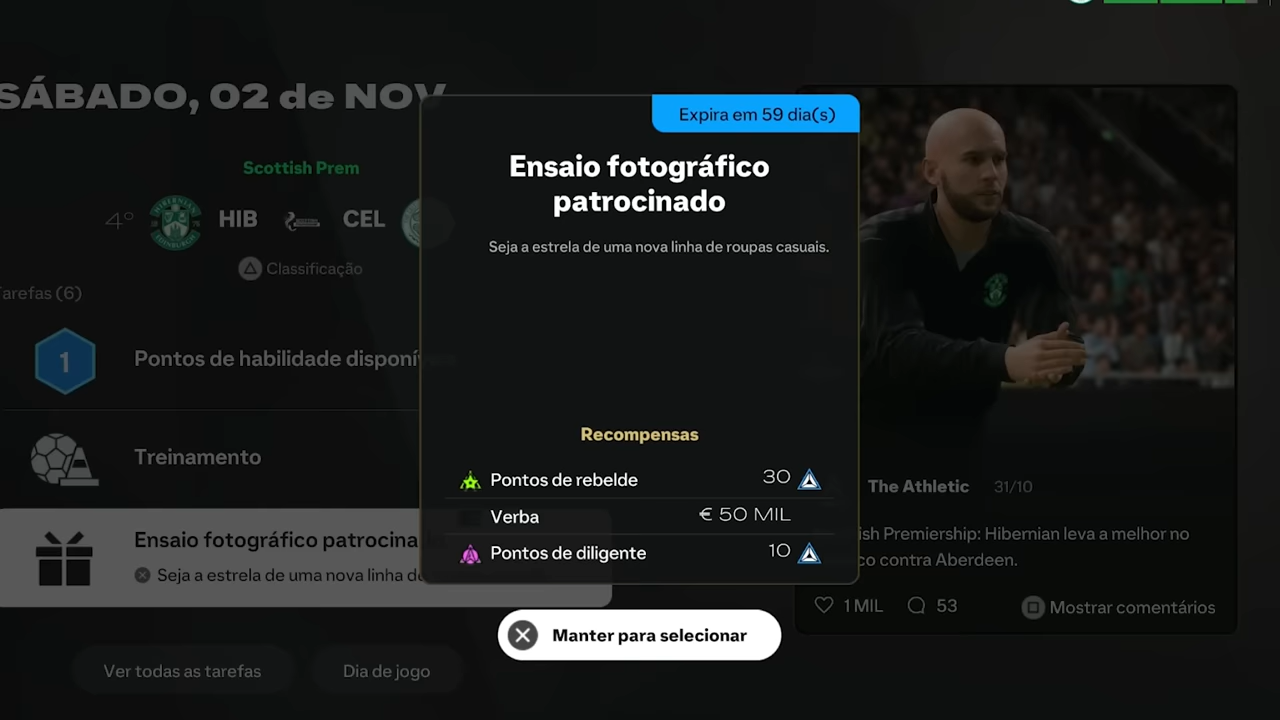 SÁBADO, 02 de NOV
Scottish Prem
4º HIB CEL
Classificação
Tarefas (6)
1 Pontos de habilidade disponív
Treinamento
Ensaio fotográfico patrocina
Seja a estrela de uma nova linha de
Ver todas as tarefas
Dia de jogo
Expira em 59 dia(s)
Ensaio fotográfico
patrocinado
Seja a estrela de uma nova linha de roupas casuais.
Recompensas
Pontos de rebelde 30
Verba € 50 MIL
Pontos de diligente 10
Manter para selecionar
The Athletic 31/10
ish Premiership: Hibernian leva a melhor no
co contra Aberdeen.
1 MIL 53 Mostrar comentários